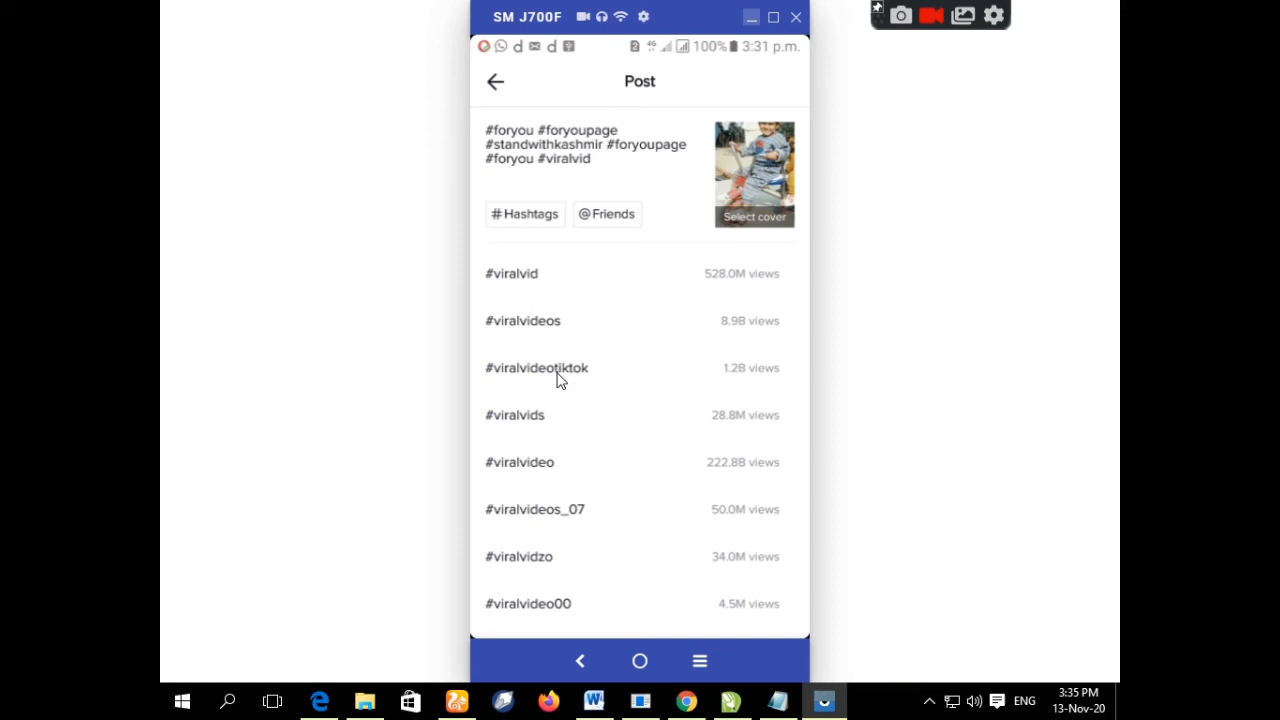 SM J700F
100% 3:31 p.m.
Post
#foryou #foryoupage
#standwithkashmir #foryoupage
#foryou #viralvid
#Hashtags @Friends
Select cover
#viralvid 528.0M views
#viralvideos 8.9B views
#viralvideotiktok 1.2B views
#viralvids 28.8M views
#viralvideo 222.8B views
#viralvideos_07 50.0M views
#viralvidzo 34.0M views
#viralvideo00 4.5M views
ENG
3:35 PM
13-Nov-20